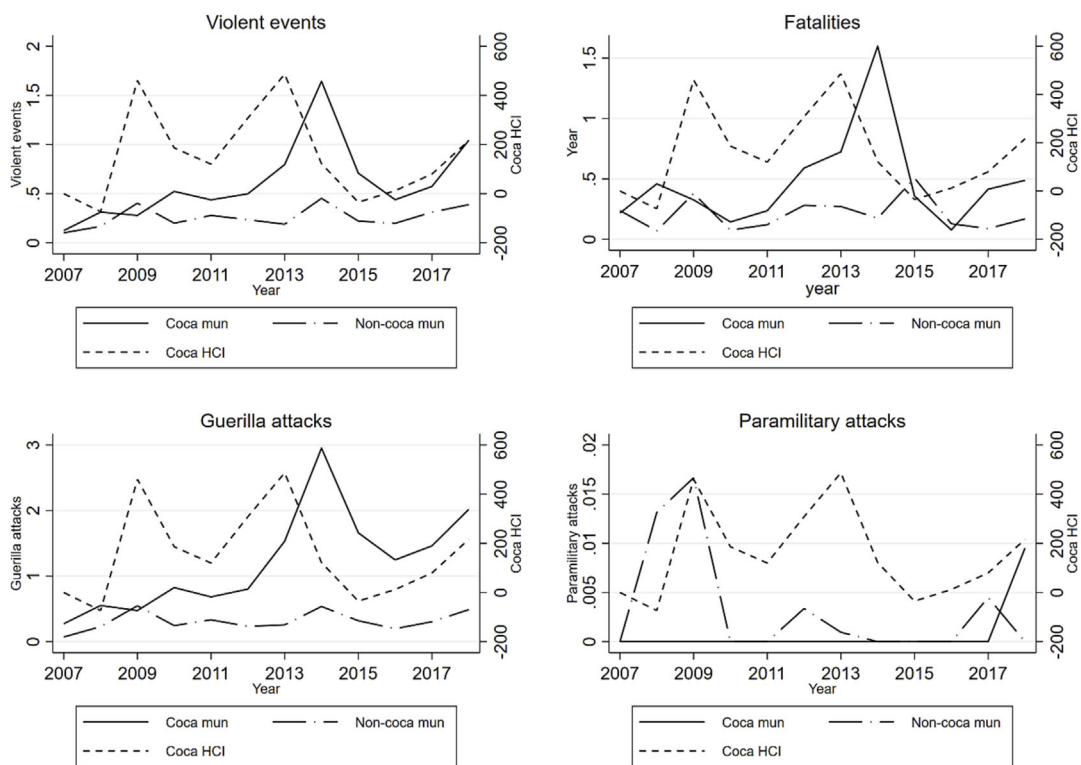 Violent events
2
1.5
1
.5
0
Violent events
600
400
200
0
-200
Coca HCI
2007 2009 2011 2013 2015 2017
Year
Coca mun Non-coca mun
Coca HCI
Fatalities
1.5
1
.5
0
Year
600
400
200
0
-200
Coca HCI
2007 2009 2011 2013 2015 2017
Year
year
Coca mun Non-coca mun
Coca HCI
Guerilla attacks
3
2
1
0
Guerilla attacks
600
400
200
0
-200
Coca HCI
2007 2009 2011 2013 2015 2017
Year
Coca mun Non-coca mun
Coca HCI
Paramilitary attacks
.02
.015
.01
.005
0
Paramilitary attacks
600
400
200
0
-200
Coca HCI
2007 2009 2011 2013 2015 2017
Year
Coca mun Non-coca mun
Coca HCI